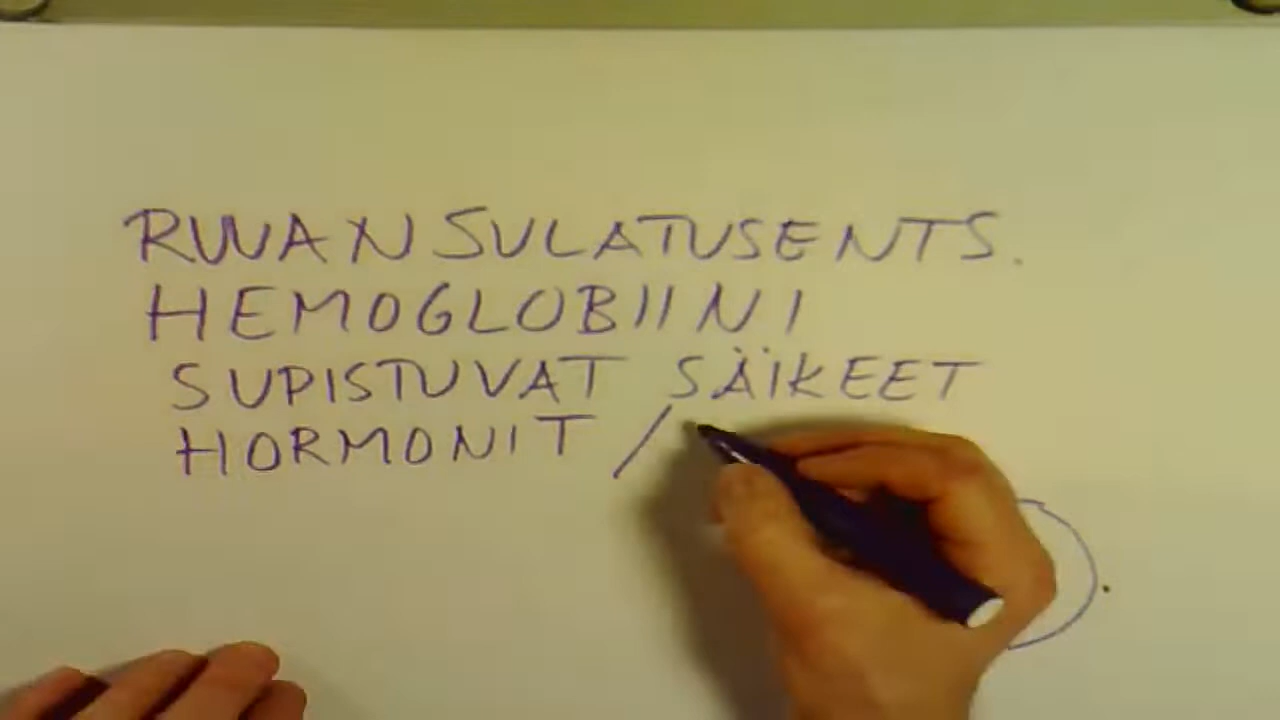 RUUANSULATUSENTS.
HEMOGLOBIINI
SUPISTUVAT SÄIKEET
HORMONIT /